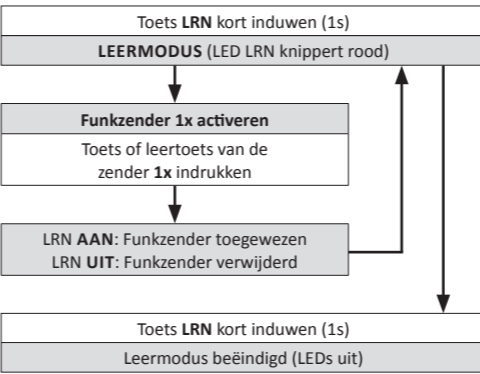 Toets LRN kort induwen (1s)
LEERMODUS (LED LRN knippert rood)
Funkzender 1x activeren
Toets of leertoets van de
zender 1x indrukken
LRN AAN: Funkzender toegewezen
LRN UIT: Funkzender verwijderd
Toets LRN kort induwen (1s)
Leermodus beëindigd (LEDs uit)